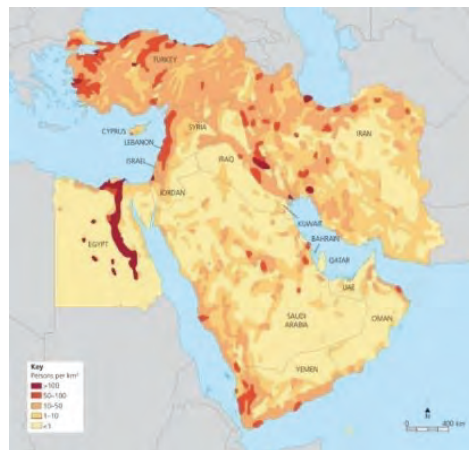 TURKEY
CYPRUS
SYRIA
LEBANON
ISRAEL
IRAQ
IRAN
JORDAN
KUWAIT
EGYPT
BAHRAIN
QATAR
UAE
SAUDI
ARABIA
OMAN
YEMEN
Key
Persons per km²
>100
50–100
10–50
1–10
<1
N
0 400 km